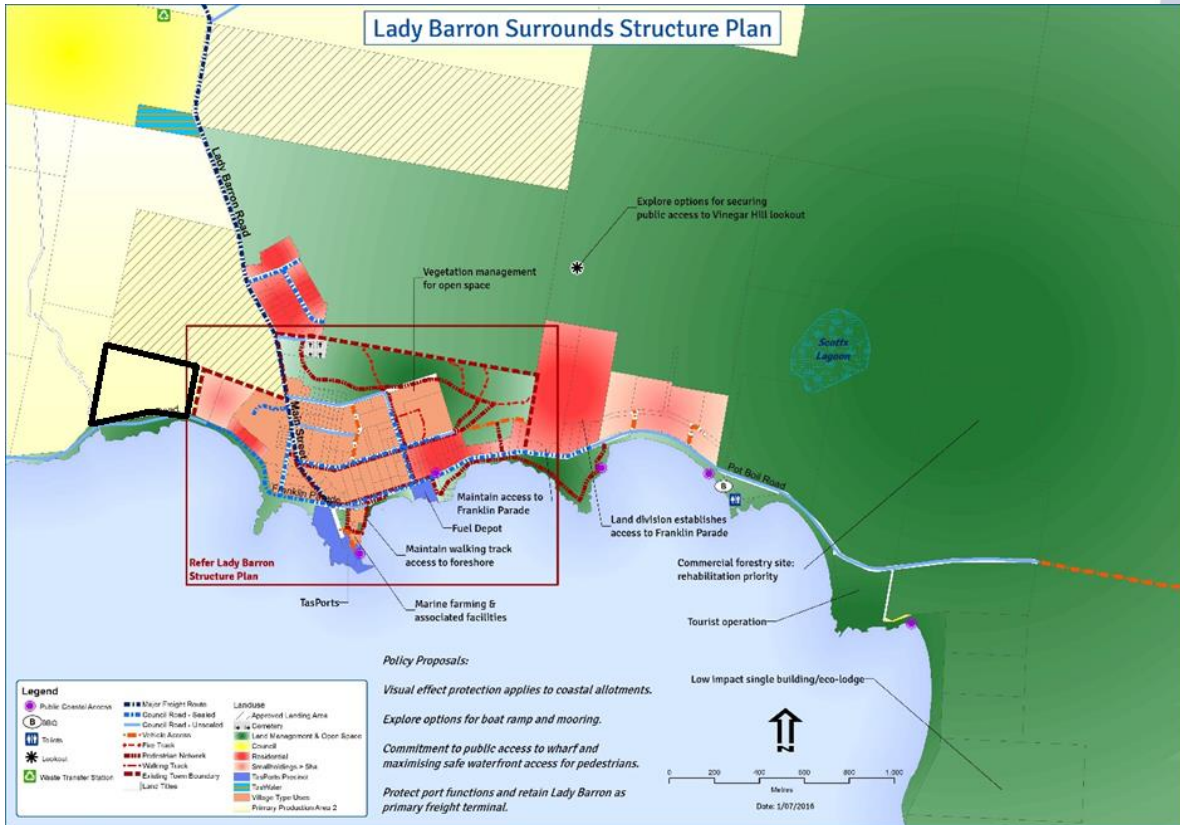 Lady Barron Surrounds Structure Plan
Lady Barron Road
Explore options for securing
public access to Vinegar Hill lookout
Vegetation management
for open space
Scotts
Lagoon
Main Street
Pot Boil Road
Franklin Parade
Maintain access to
Franklin Parade
Fuel Depot
Land division establishes
access to Franklin Parade
Maintain walking track
access to foreshore
Refer Lady Barron
Structure Plan
Commercial forestry site:
rehabilitation priority
TasPorts
Marine farming &
associated facilities
Tourist operation
Low impact single building/eco-lodge
Policy Proposals:
Visual effect protection applies to coastal allotments.
Explore options for boat ramp and mooring.
Commitment to public access to wharf and
maximising safe waterfront access for pedestrians.
Protect port functions and retain Lady Barron as
primary freight terminal.
Legend
Public Coastal Access
B BBQ
Toilets
Lookout
Waste Transfer Station
Major Freight Route
Council Road - Sealed
Council Road - Unsealed
Vehicle Access
Fire Track
Pedestrian Network
Walking Track
Existing Town Boundary
Land Titles
Landuse
Approved Landing Area
Cemetery
Land Management & Open Space
Council
Residential
Smallholdings > 5ha
TasPorts Precinct
TasWater
Village Type Uses
Primary Production Area 2
B
N
0 200 400 600 800 1,000
Metres
Date: 1/07/2016